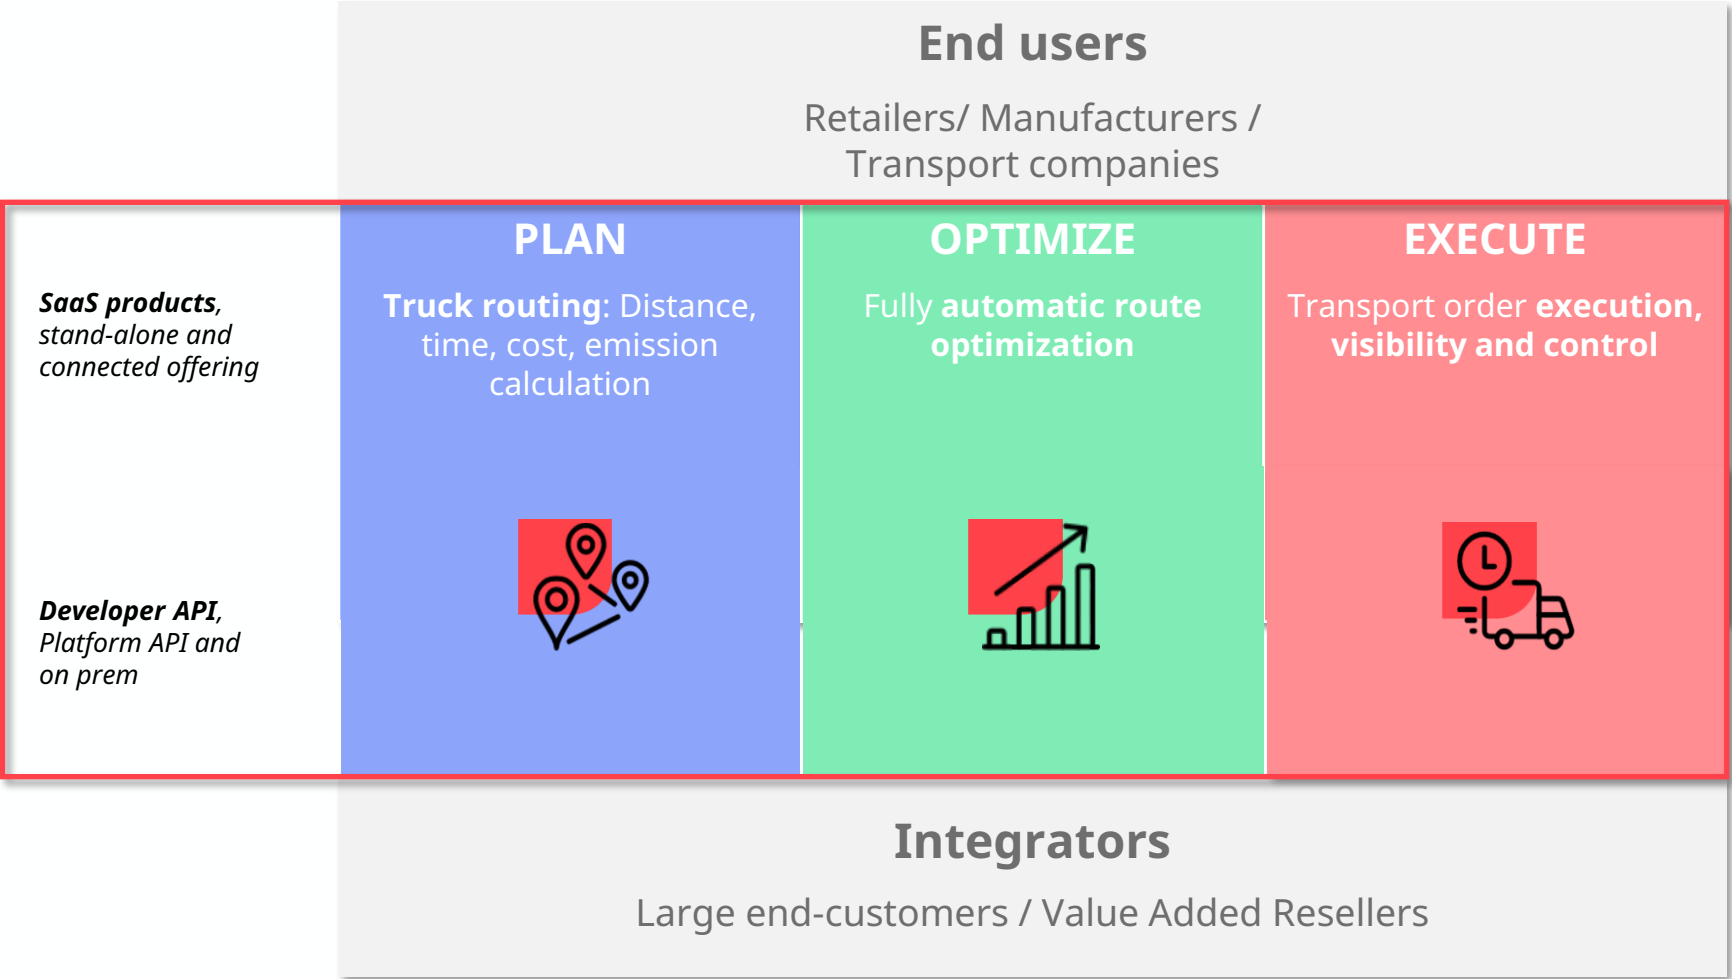 End users
Retailers/ Manufacturers /
Transport companies
PLAN
Truck routing: Distance,
time, cost, emission
calculation
OPTIMIZE
Fully automatic route
optimization
EXECUTE
Transport order execution,
visibility and control
SaaS products,
stand-alone and
connected offering
Developer API,
Platform API and
on prem
Integrators
Large end-customers / Value Added Resellers